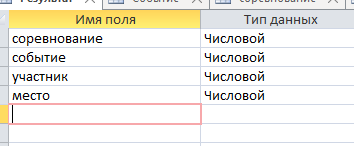 Имя поля Тип данных
соревнование Числовой
событие Числовой
участник Числовой
место Числовой